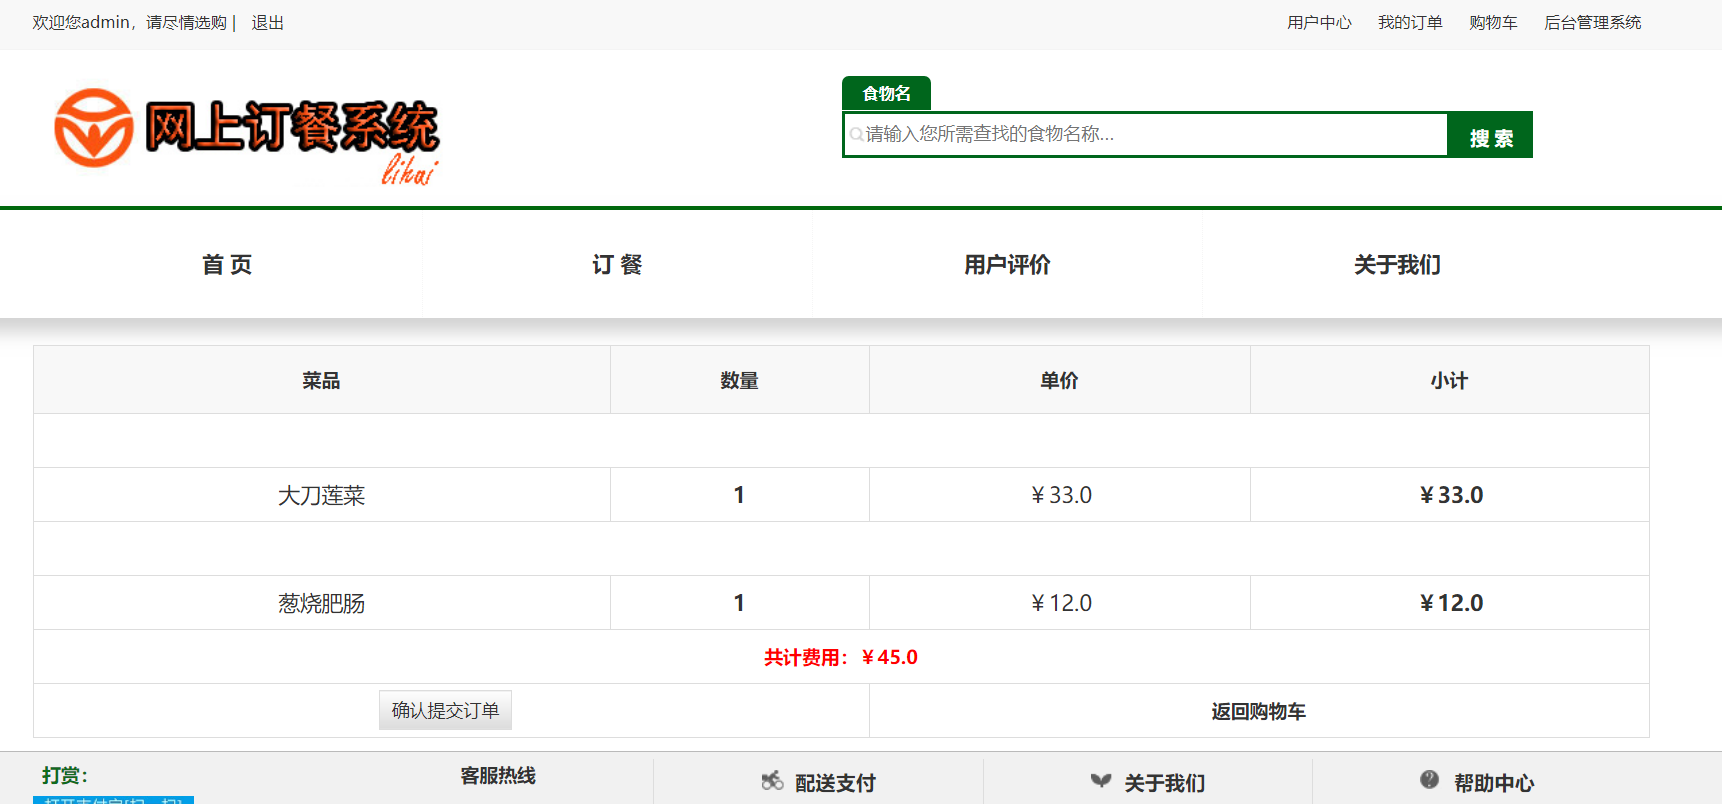 欢迎您admin，请尽情选购 | 退出
用户中心 我的订单 购物车 后台管理系统
网上订餐系统
likai
食物名
请输入您所需查找的食物名称...
搜 索
首 页 订 餐 用户评价 关于我们
菜品 数量 单价 小计
大刀莲菜 1 ¥ 33.0 ¥ 33.0
葱烧肥肠 1 ¥ 12.0 ¥ 12.0
共计费用：¥ 45.0
确认提交订单 返回购物车
打赏： 客服热线 配送支付 关于我们 帮助中心